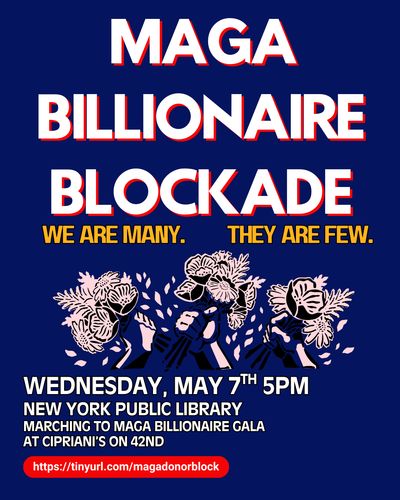 MAGA
BILLIONAIRE
BLOCKADE
WE ARE MANY. THEY ARE FEW.
WEDNESDAY, MAY 7TH 5PM
NEW YORK PUBLIC LIBRARY
MARCHING TO MAGA BILLIONAIRE GALA
AT CIPRIANI'S ON 42ND
https://tinyurl.com/magadonorblock